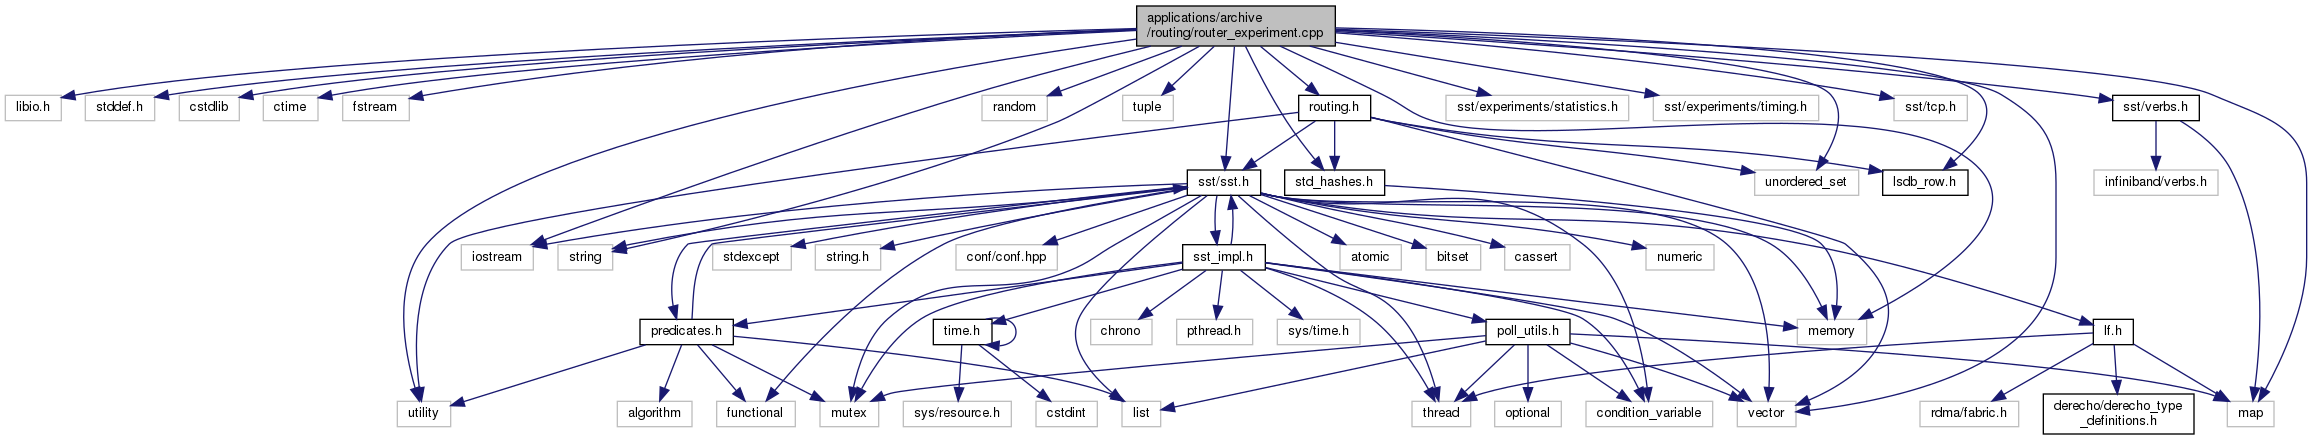 applications/archive
/routing/router_experiment.cpp
libio.h
stddef.h
cstdlib
ctime
fstream
random
tuple
routing.h
sst/experiments/statistics.h
sst/experiments/timing.h
sst/tcp.h
sst/verbs.h
sst/sst.h
std_hashes.h
unordered_set
lsdb_row.h
infiniband/verbs.h
iostream
string
stdexcept
string.h
conf/conf.hpp
sst_impl.h
atomic
bitset
cassert
numeric
predicates.h
time.h
chrono
pthread.h
sys/time.h
poll_utils.h
memory
lf.h
utility
algorithm
functional
mutex
sys/resource.h
cstdint
list
thread
optional
condition_variable
vector
rdma/fabric.h
derecho/derecho_type
_definitions.h
map